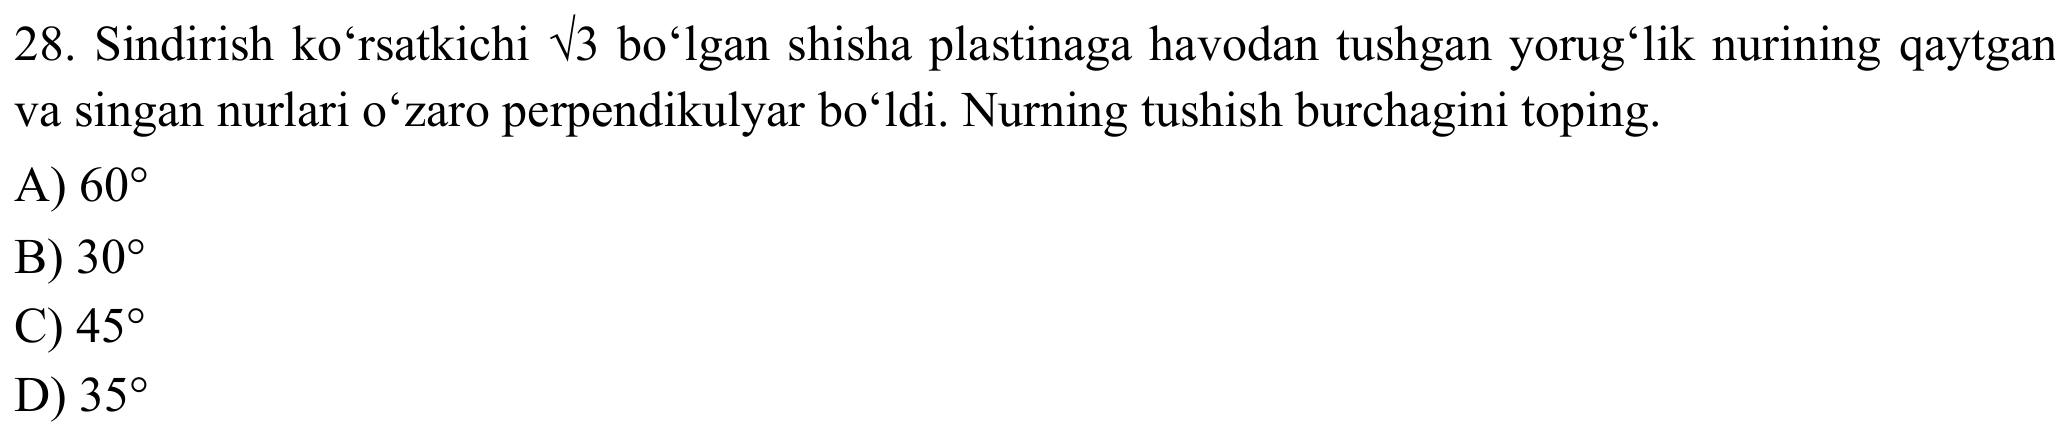 28. Sindirish ko‘rsatkichi √3 bo‘lgan shisha plastinaga havodan tushgan yorug‘lik nurining qaytgan
va singan nurlari o‘zaro perpendikulyar bo‘ldi. Nurning tushish burchagini toping.
A) 60°
B) 30°
C) 45°
D) 35°